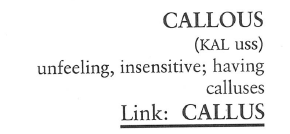 CALLOUS
(KAL uss)
unfeeling, insensitive; having
calluses
Link: CALLUS